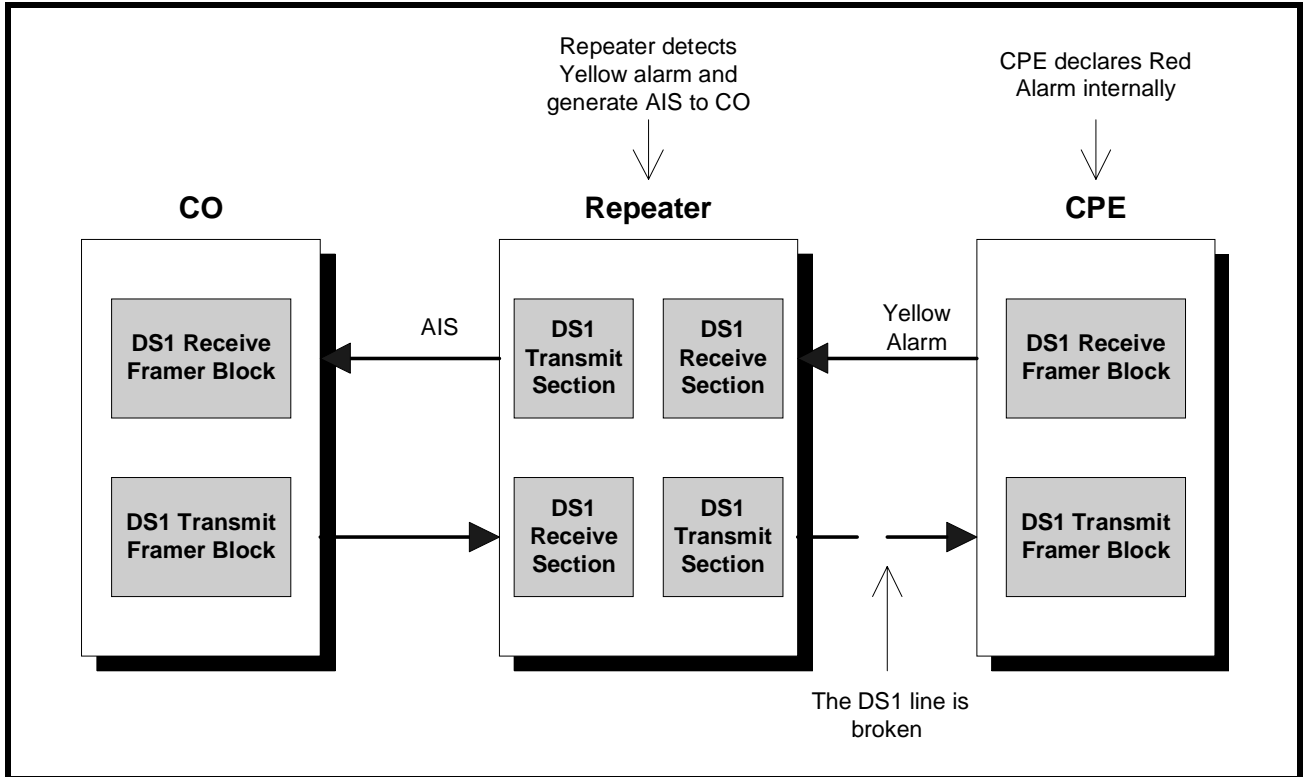 Repeater detects
Yellow alarm and
generate AIS to CO
CPE declares Red
Alarm internally
CO
Repeater
CPE
DS1 Receive
Framer Block
AIS
DS1
Transmit
Section
DS1
Receive
Section
Yellow
Alarm
DS1 Receive
Framer Block
DS1 Transmit
Framer Block
DS1
Receive
Section
DS1
Transmit
Section
DS1 Transmit
Framer Block
The DS1 line is
broken